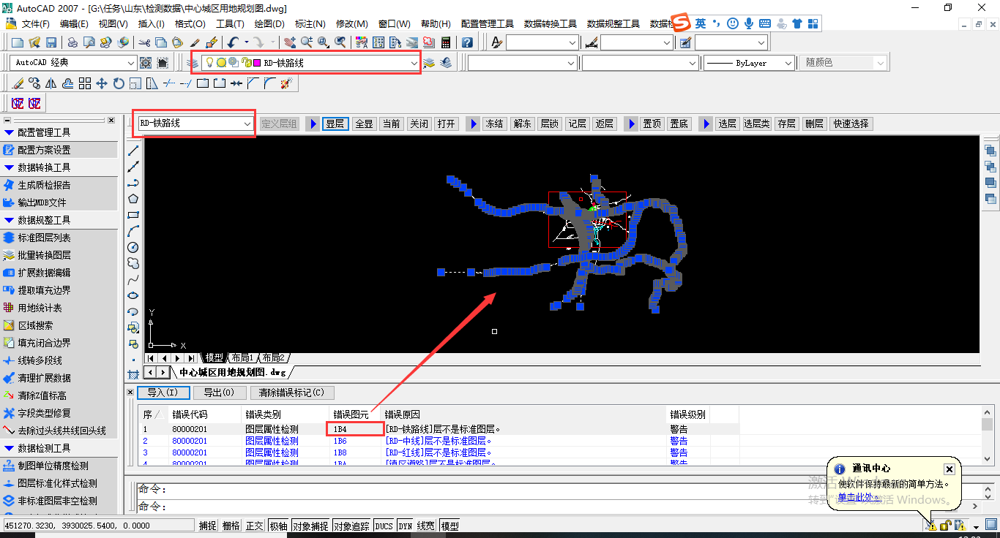 AutoCAD 2007 - [G:\任务\山东\检测数据\中心城区用地规划图.dwg]
文件(F) 编辑(E) 视图(V) 插入(I) 格式(O) 工具(T) 绘图(D) 标注(N) 修改(M) 窗口(W) 帮助(H) 配置管理工具 数据转换工具 数据规整工具 数据检
英
AutoCAD 经典
RD-铁路线
ByLayer
随颜色
RD-铁路线
定义层组 显层 全显 当前 关闭 打开 冻结 解冻 层锁 记层 返层 置顶 置底 选层 选层类 存层 删层 快速选择
配置管理工具
配置方案设置
数据转换工具
生成质检报告
输出MDB文件
数据规整工具
标准图层列表
批量转换图层
扩展数据编辑
提取填充边界
用地统计表
区域搜索
填充闭合边界
线转多段线
清理扩展数据
清除Z值标高
字段类型修复
去除过头线共线回头线
数据检测工具
制图单位精度检测
图层标准化样式检测
非标准图层非空检测
Y
X
模型 布局1 布局2
中心城区用地规划图.dwg
导入(I) 导出(O) 清除错误标记(C)
序 错误代码 错误类别 错误图元 错误原因 错误级别
1 80000201 图层属性检测 1B4 [RD-铁路线]层不是标准图层。 警告
2 80000201 图层属性检测 1B6 [RD-中线]层不是标准图层。 警告
3 80000201 图层属性检测 1B8 [RD-红线]层不是标准图层。 警告
4 80000201 图层属性检测 1BA [镇区道路]层不是标准图层。 警告
命令:
命令:
通讯中心
使软件保持最新的简单方法。
单击此处。
激活 Windows
转到"设置"以激活 Windows。
451270.3230, 3930025.5400, 0.0000
捕捉 栅格 正交 极轴 对象捕捉 对象追踪 DUCS DYN 线宽 模型